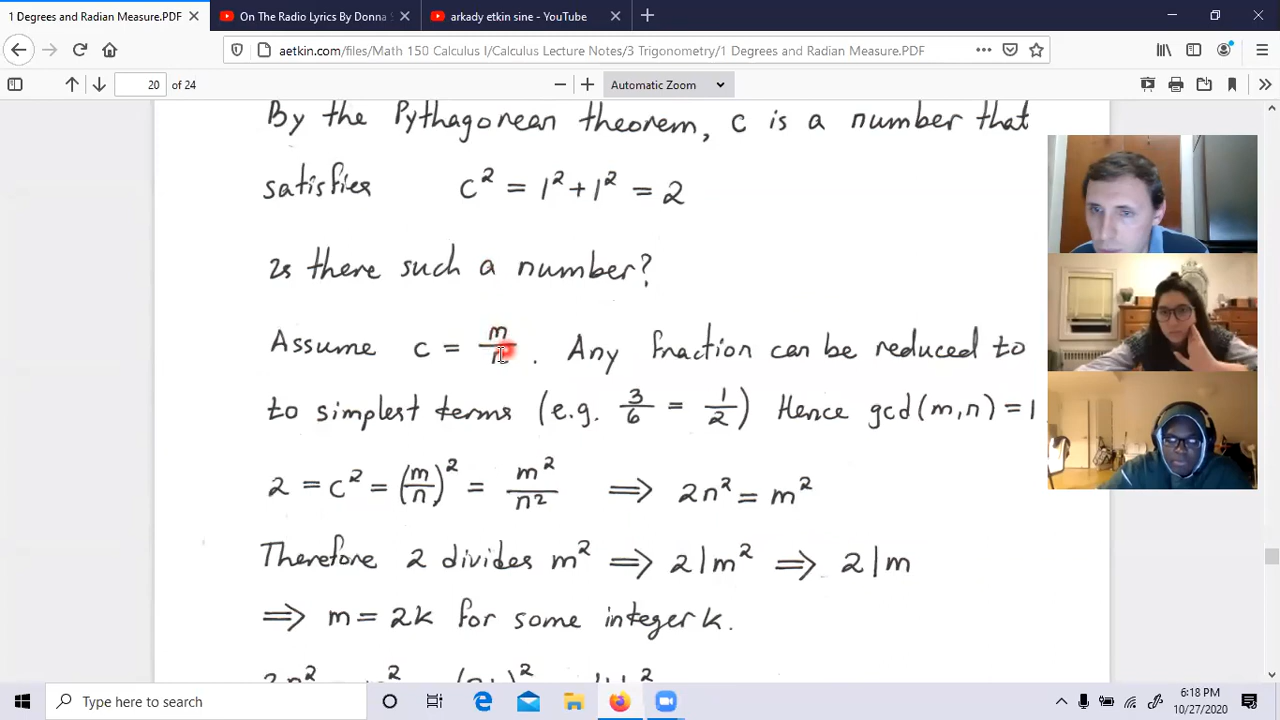 1 Degrees and Radian Measure.PDF
On The Radio Lyrics By Donna
arkady etkin sine - YouTube
aetkin.com/files/Math 150 Calculus I/Calculus Lecture Notes/3 Trigonometry/1 Degrees and Radian Measure.PDF
20 of 24
Automatic Zoom
By the Pythagorean theorem, c is a number that
satisfies c² = 1² + 1² = 2
Is there such a number?
Assume c = m/n . Any fraction can be reduced to
to simplest terms (e.g. 3/6 = 1/2) Hence gcd(m,n) = 1
2 = c² = (m/n)² = m²/n² ⟹ 2n² = m²
Therefore 2 divides m² ⟹ 2|m² ⟹ 2|m
⟹ m = 2k for some integer k.
Type here to search
6:18 PM
10/27/2020